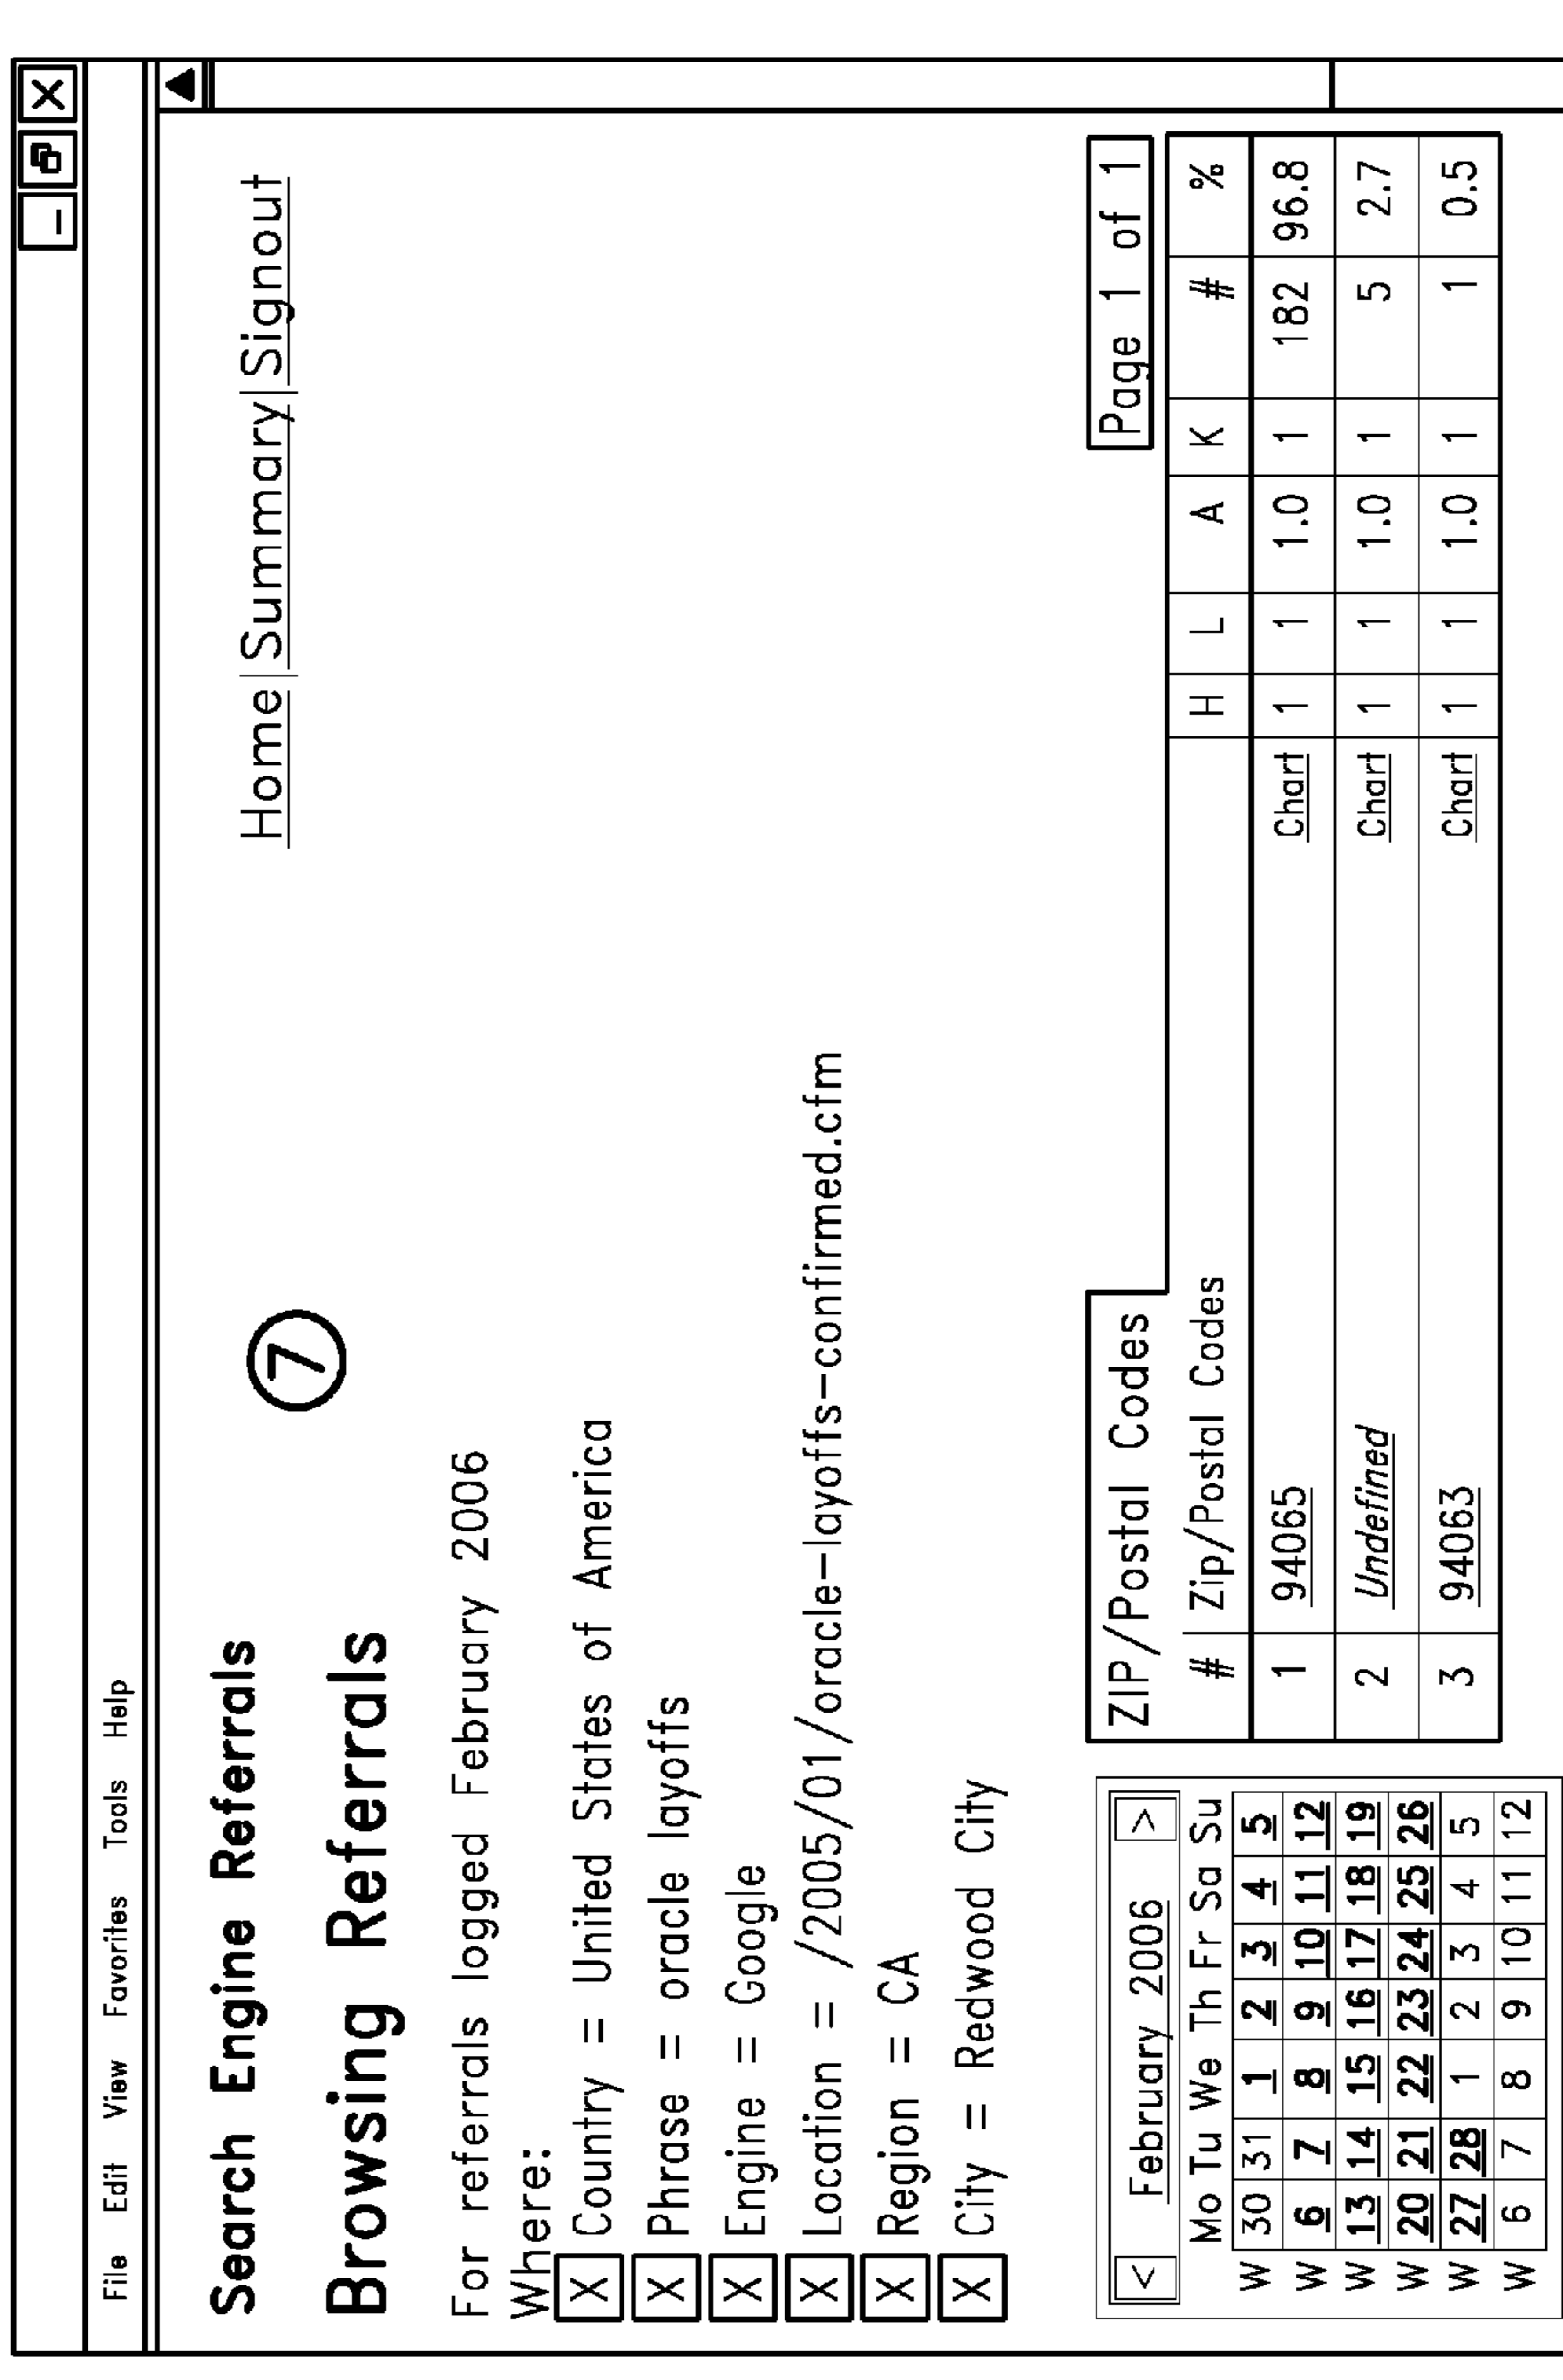 File Edit View Favorites Tools Help
Search Engine Referrals
Home|Summary|Signout
7
Browsing Referrals
For referrals logged February 2006
Where:
X Country = United States of America
X Phrase = oracle layoffs
X Engine = Google
X Location = /2005/01/oracle-layoffs-confirmed.cfm
X Region = CA
X City = Redwood City
< February 2006 >
Mo Tu We Th Fr Sa Su
W 30 31 1 2 3 4 5
W 6 7 8 9 10 11 12
W 13 14 15 16 17 18 19
W 20 21 22 23 24 25 26
W 27 28 1 2 3 4 5
W 6 7 8 9 10 11 12
ZIP/Postal Codes Page 1 of 1
# Zip/Postal Codes H L A K # %
1 94065 Chart 1 1 1.0 1 182 96.8
2 Undefined Chart 1 1 1.0 1 5 2.7
3 94063 Chart 1 1 1.0 1 1 0.5